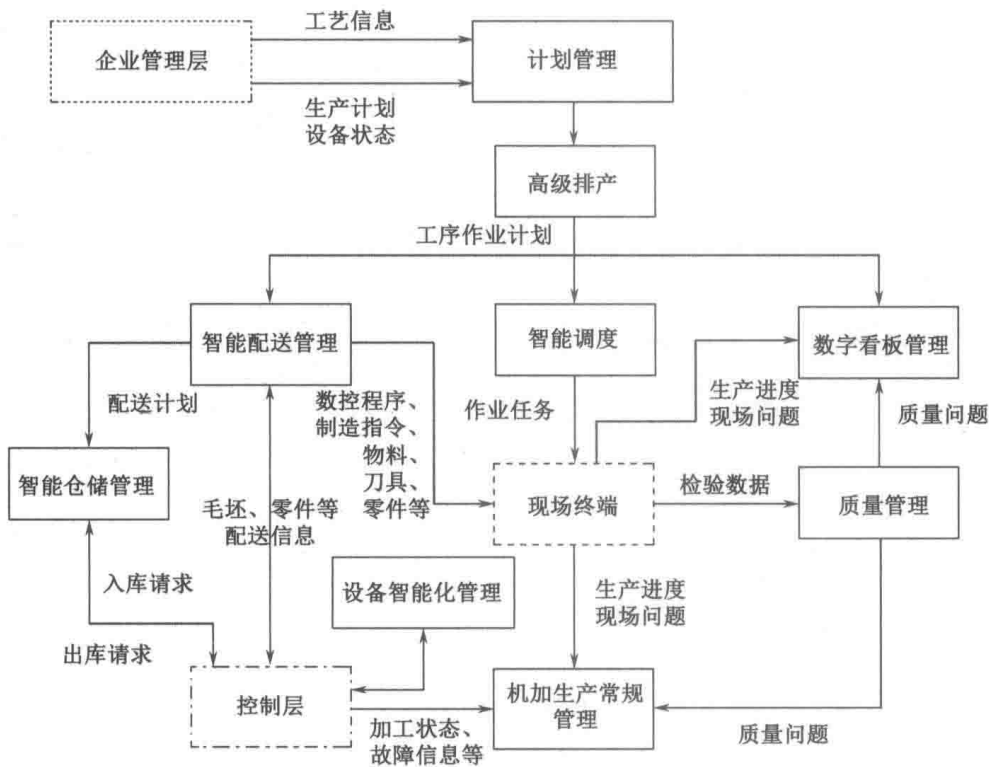 工艺信息
企业管理层
计划管理
生产计划
设备状态
高级排产
工序作业计划
智能配送管理
智能调度
数字看板管理
配送计划
数控程序、
制造指令、
物料、
刀具、
零件等
作业任务
生产进度
现场问题
质量问题
智能仓储管理
毛坯、零件等
配送信息
现场终端
检验数据
质量管理
入库请求
设备智能化管理
生产进度
现场问题
出库请求
控制层
机加生产常规
管理
加工状态、
故障信息等
质量问题